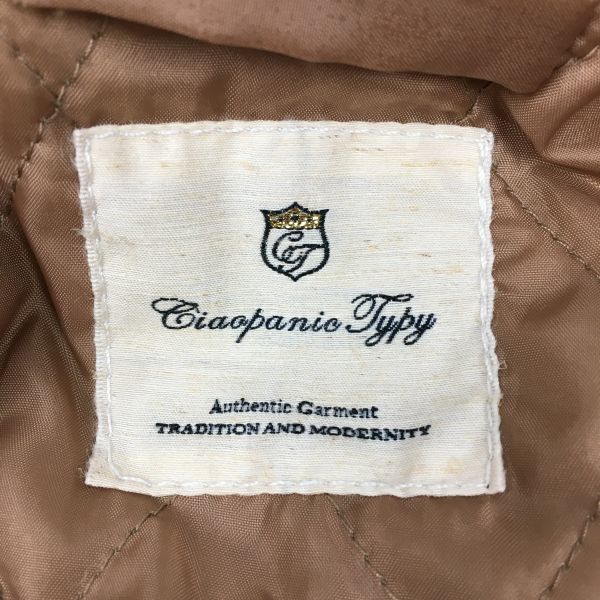 CT
Ciaopanic Typy
Authentic Garment
TRADITION AND MODERNITY